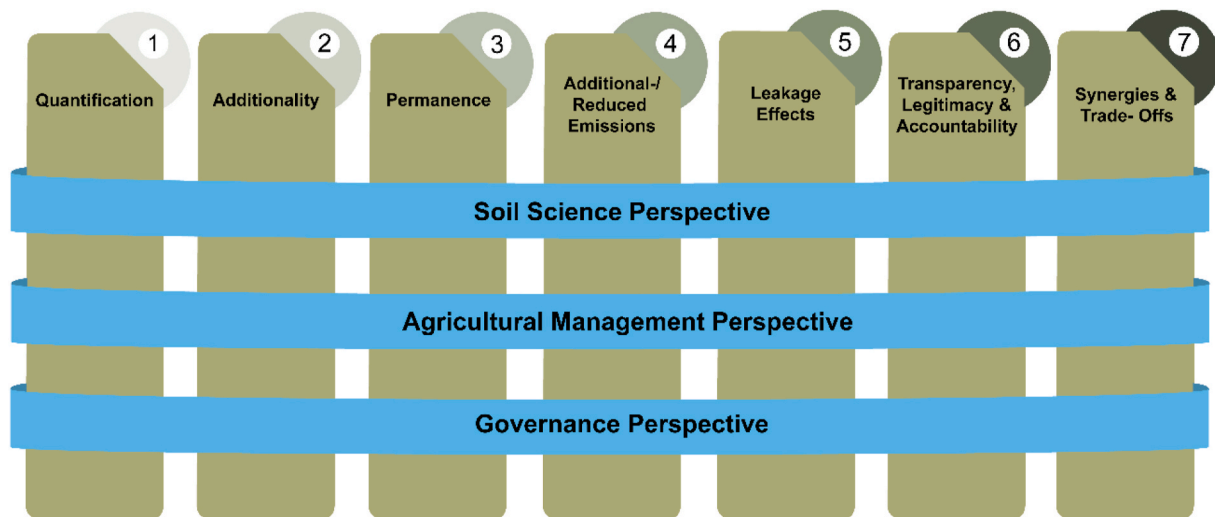 1
2
3
4
5
6
7
Quantification
Additionality
Permanence
Additional-/
Reduced
Emissions
Leakage
Effects
Transparency,
Legitimacy &
Accountability
Synergies &
Trade- Offs
Soil Science Perspective
Agricultural Management Perspective
Governance Perspective